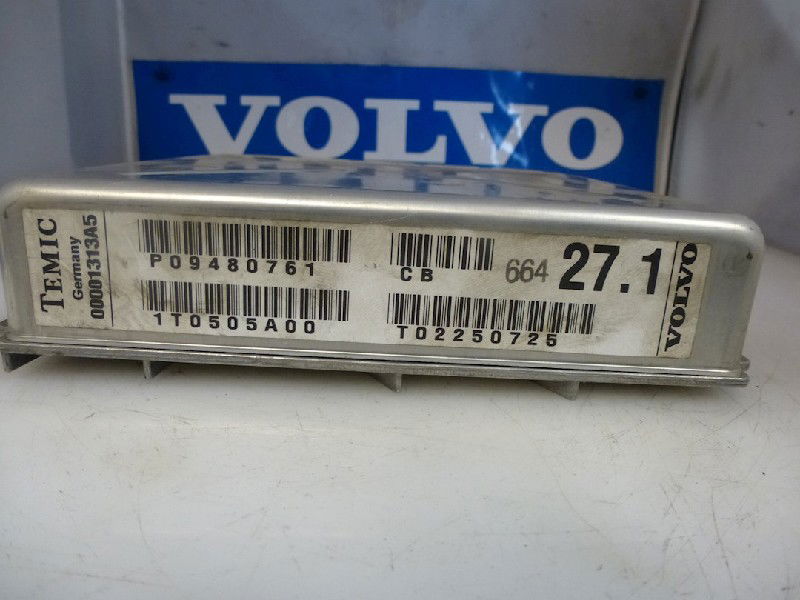 VOLVO
TEMIC
Germany
00001313A5
P09480761
CB
664
27.1
1T0505A00
T02250725
VOLVO